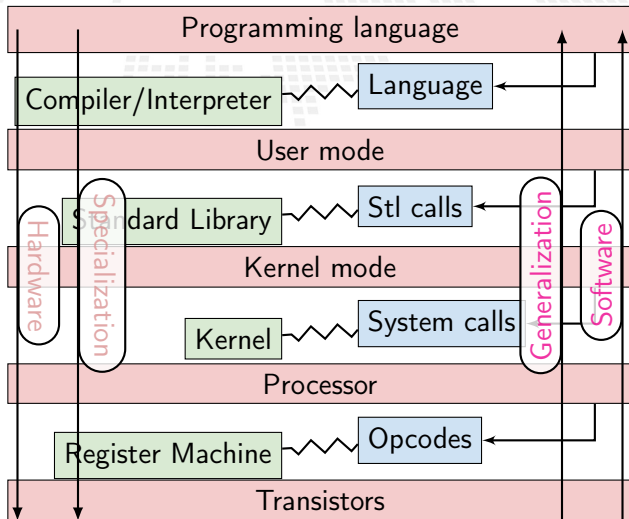 Programming language
Language
Compiler/Interpreter
User mode
Stl calls
Standard Library
Kernel mode
System calls
Kernel
Processor
Opcodes
Register Machine
Transistors
Hardware
Specialization
Generalization
Software